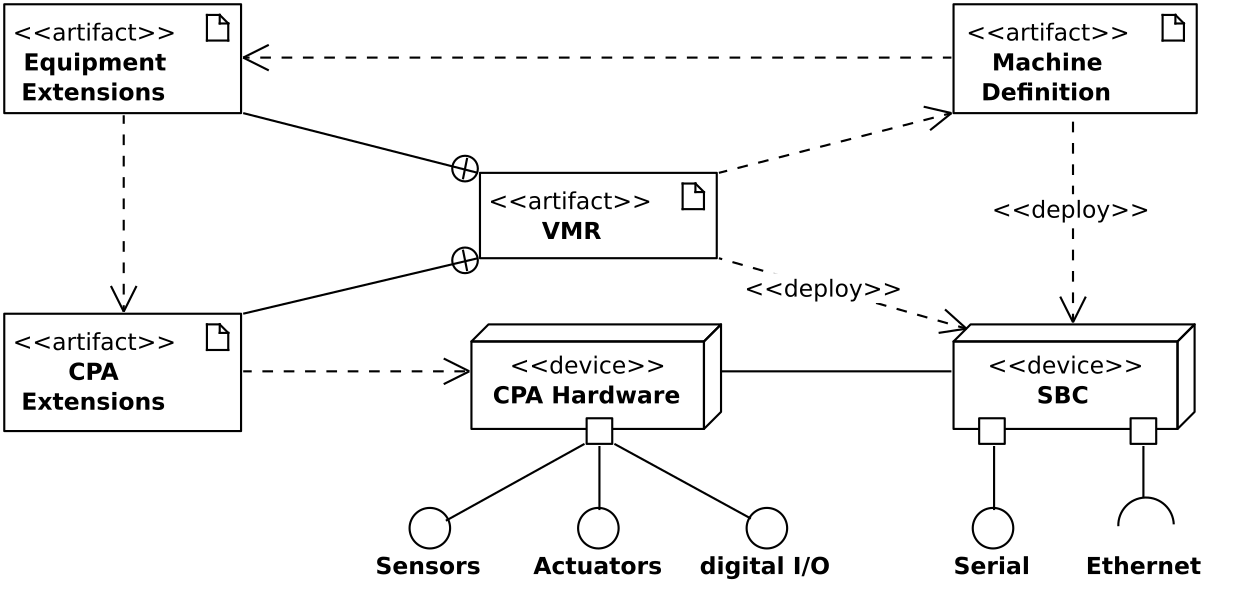 <<artifact>>
Equipment
Extensions
<<artifact>>
Machine
Definition
<<artifact>>
VMR
<<deploy>>
<<deploy>>
<<artifact>>
CPA
Extensions
<<device>>
CPA Hardware
<<device>>
SBC
Sensors
Actuators
digital I/O
Serial
Ethernet